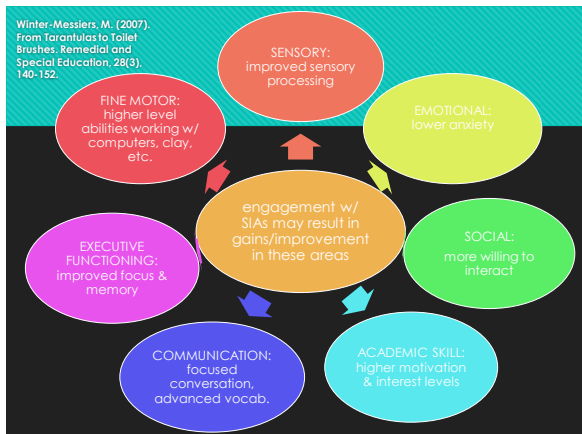 Winter-Messiers, M. (2007).
From Tarantulas to Toilet
Brushes. Remedial and
Special Education, 28(3),
140-152.
SENSORY:
improved sensory
processing
EMOTIONAL:
lower anxiety
SOCIAL:
more willing to
interact
ACADEMIC SKILL:
higher motivation
& interest levels
COMMUNICATION:
focused
conversation,
advanced vocab.
EXECUTIVE
FUNCTIONING:
improved focus &
memory
FINE MOTOR:
higher level
abilities working w/
computers, clay,
etc.
engagement w/
SIAs may result in
gains/improvement
in these areas